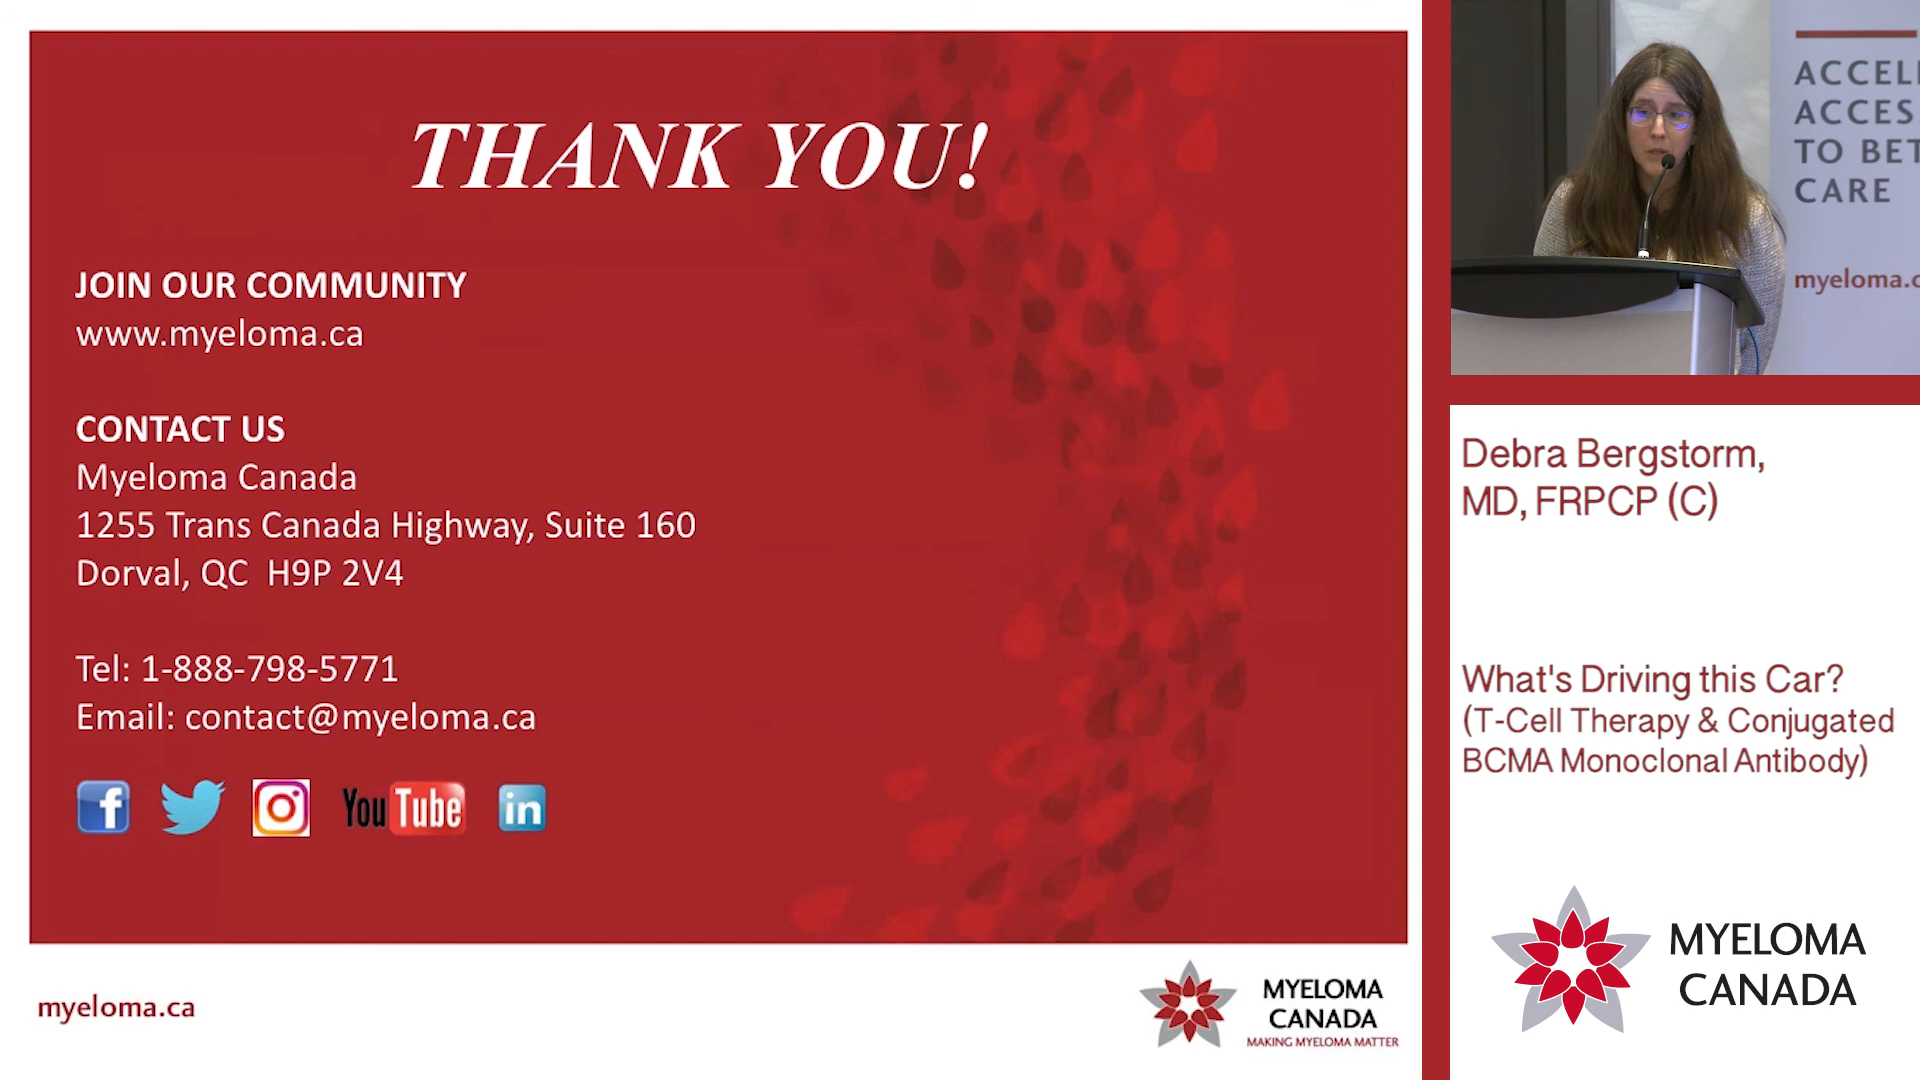 THANK YOU!
JOIN OUR COMMUNITY
www.myeloma.ca
CONTACT US
Myeloma Canada
1255 Trans Canada Highway, Suite 160
Dorval, QC H9P 2V4
Tel: 1-888-798-5771
Email: contact@myeloma.ca
f
You Tube
in
myeloma.ca
MYELOMA
CANADA
MAKING MYELOMA MATTER
ACCEL
ACCES
TO BET
CARE
myeloma.c
Debra Bergstorm,
MD, FRPCP (C)
What's Driving this Car?
(T-Cell Therapy & Conjugated
BCMA Monoclonal Antibody)
MYELOMA
CANADA